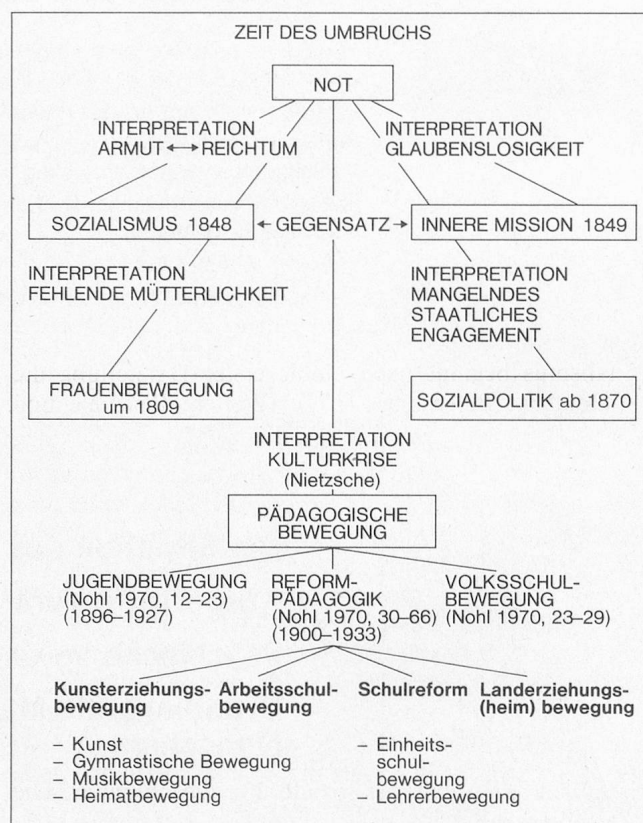 ZEIT DES UMBRUCHS
NOT
INTERPRETATION
ARMUT ↔ REICHTUM
INTERPRETATION
GLAUBENSLOSIGKEIT
SOZIALISMUS 1848
← GEGENSATZ →
INNERE MISSION 1849
INTERPRETATION
FEHLENDE MÜTTERLICHKEIT
INTERPRETATION
MANGELNDES
STAATLICHES
ENGAGEMENT
FRAUENBEWEGUNG
um 1809
SOZIALPOLITIK ab 1870
INTERPRETATION
KULTURKRISE
(Nietzsche)
PÄDAGOGISCHE
BEWEGUNG
JUGENDBEWEGUNG
(Nohl 1970, 12–23)
(1896–1927)
REFORM-
PÄDAGOGIK
(Nohl 1970, 30–66)
(1900–1933)
VOLKSSCHUL-
BEWEGUNG
(Nohl 1970, 23–29)
Kunsterziehungs-
bewegung
– Kunst
– Gymnastische Bewegung
– Musikbewegung
– Heimatbewegung
Arbeitsschul-
bewegung
Schulreform
– Einheits-
schul-
bewegung
– Lehrerbewegung
Landerziehungs-
(heim) bewegung